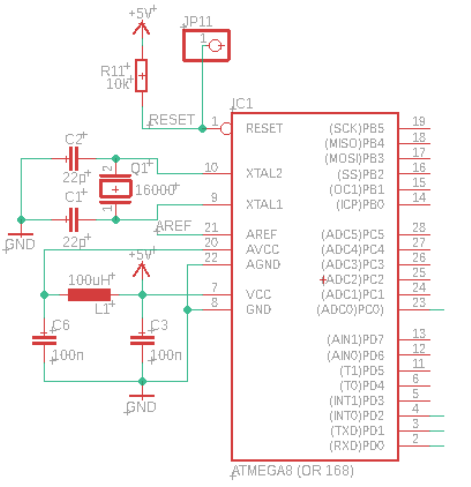 +5V
JP11
1
R11
10k
RESET
IC1
1 RESET (SCK)PB5 19
(MISO)PB4 18
(MOSI)PB3 17
C2
22p
2 Q1
16000
1
10 XTAL2 (SS)PB2 16
(OC1)PB1 15
9 XTAL1 (ICP)PB0 14
C1
22p
GND
AREF
21 AREF (ADC5)PC5 28
20 AVCC (ADC4)PC4 27
22 AGND (ADC3)PC3 26
(ADC2)PC2 25
+5V
100uH
L1
7 VCC (ADC1)PC1 24
8 GND (ADC0)PC0 23
C6
100n
C3
100n
(AIN1)PD7 13
(AIN0)PD6 12
(T1)PD5 11
(T0)PD4 6
(INT1)PD3 5
(INT0)PD2 4
(TXD)PD1 3
(RXD)PD0 2
GND
ATMEGA8 (OR 168)